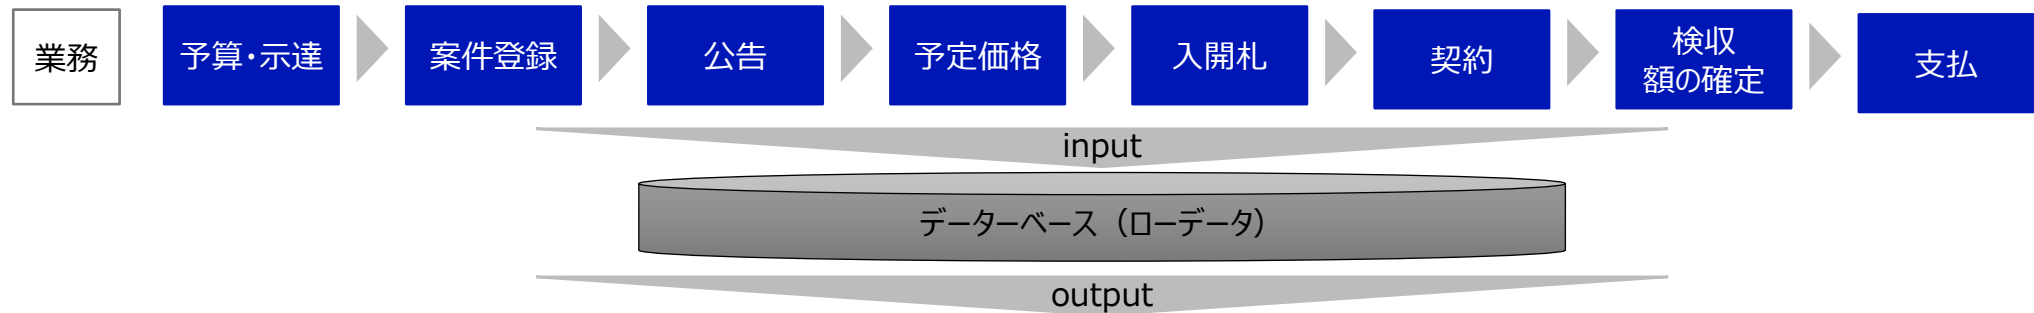 業務
予算・示達
案件登録
公告
予定価格
入開札
契約
検収
額の確定
支払
input
データーベース（ローデータ）
output